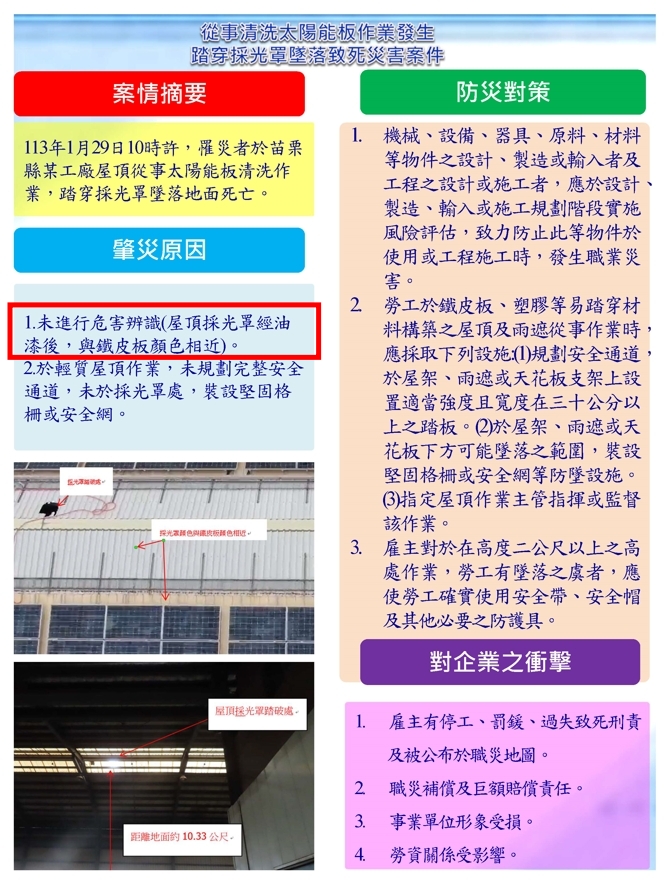 從事清洗太陽能板作業發生
踏穿採光罩墜落致死災害案件
案情摘要
113年1月29日10時許，罹災者於苗栗
縣某工廠屋頂從事太陽能板清洗作
業，踏穿採光罩墜落地面死亡。
肇災原因
1.未進行危害辨識(屋頂採光罩經油
漆後，與鐵皮板顏色相近)。
2.於輕質屋頂作業，未規劃完整安全
通道，未於採光罩處，裝設堅固格
柵或安全網。
採光罩踏破處
採光罩顏色與鐵皮板顏色相近
屋頂採光罩踏破處
距離地面約 10.33 公尺
防災對策
1. 機械、設備、器具、原料、材料
等物件之設計、製造或輸入者及
工程之設計或施工者，應於設計、
製造、輸入或施工規劃階段實施
風險評估，致力防止此等物件於
使用或工程施工時，發生職業災
害。
2. 勞工於鐵皮板、塑膠等易踏穿材
料構築之屋頂及雨遮從事作業時，
應採取下列設施:(1)規劃安全通道，
於屋架、雨遮或天花板支架上設
置適當強度且寬度在三十公分以
上之踏板。(2)於屋架、雨遮或天
花板下方可能墜落之範圍，裝設
堅固格柵或安全網等防墜設施。
(3)指定屋頂作業主管指揮或監督
該作業。
3. 雇主對於在高度二公尺以上之高
處作業，勞工有墜落之虞者，應
使勞工確實使用安全帶、安全帽
及其他必要之防護具。
對企業之衝擊
1. 雇主有停工、罰鍰、過失致死刑責
及被公布於職災地圖。
2. 職災補償及巨額賠償責任。
3. 事業單位形象受損。
4. 勞資關係受影響。